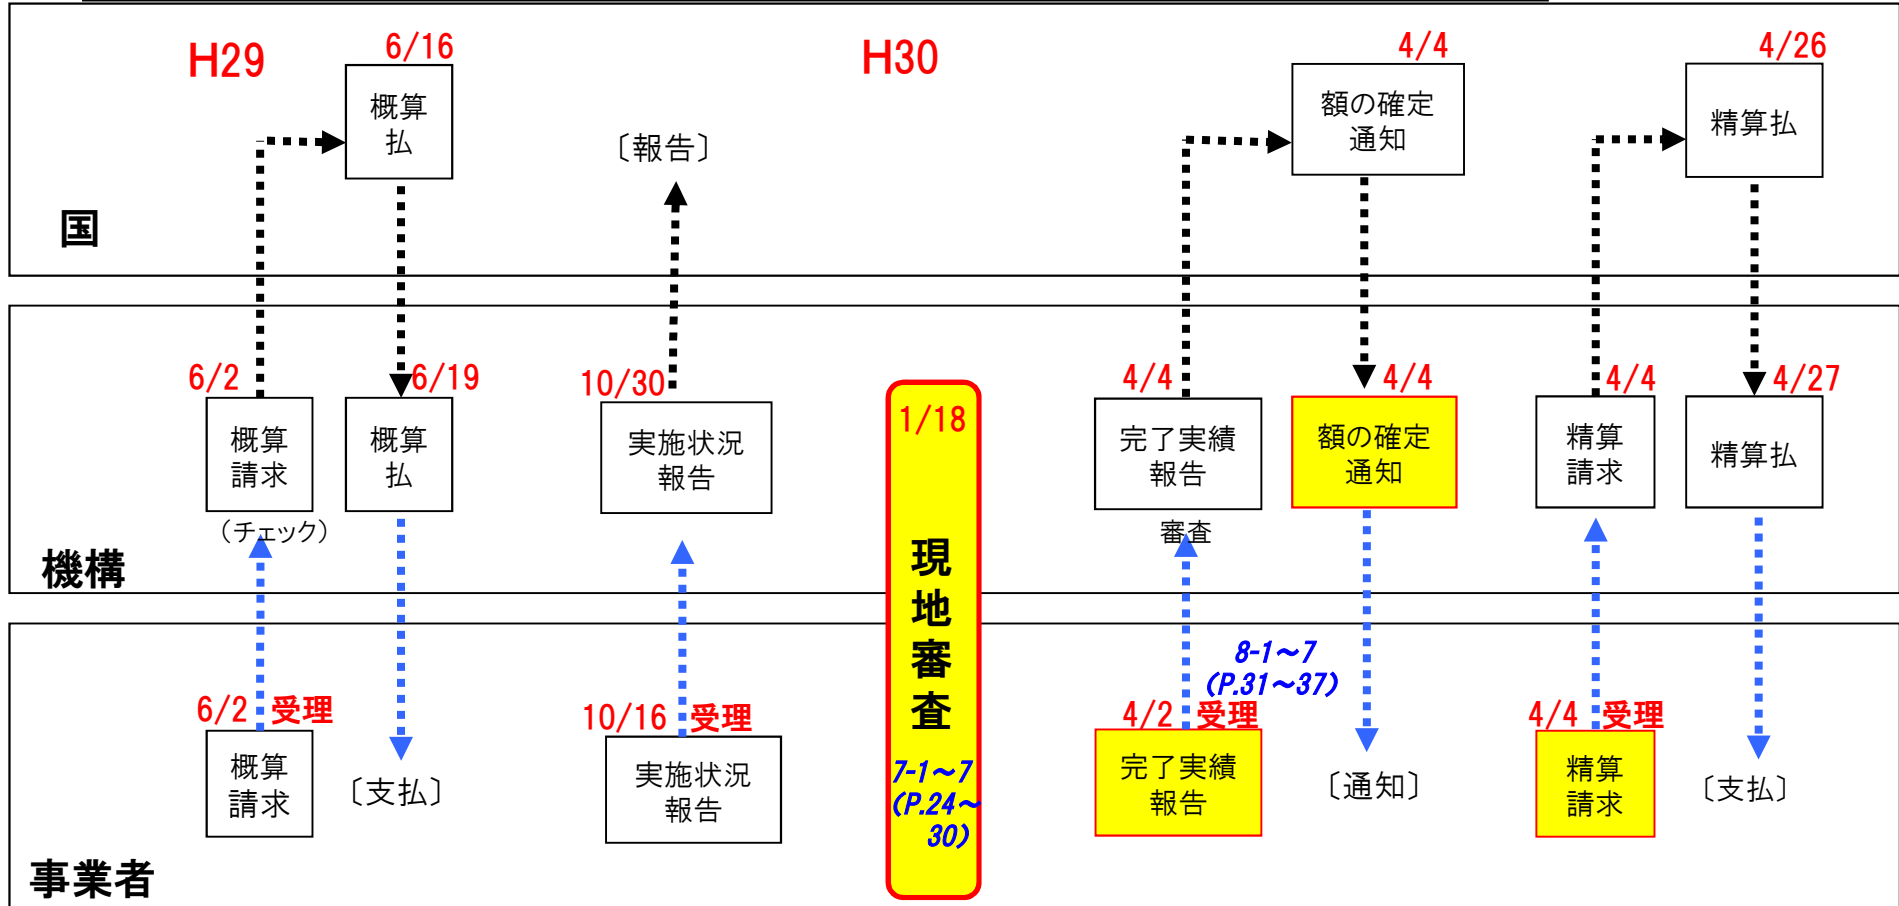 H29
6/16
概算
払
〔報告〕
H30
4/4
額の確定
通知
4/26
精算払
国
6/2
概算
請求
(チェック)
6/19
概算
払
10/30
実施状況
報告
1/18
現
地
審
査
7-1～7
(P.24～
30)
4/4
完了実績
報告
審査
4/4
額の確定
通知
4/4
精算
請求
4/27
精算払
機構
6/2 受理
概算
請求
〔支払〕
10/16 受理
実施状況
報告
8-1～7
(P.31～37)
4/2 受理
完了実績
報告
〔通知〕
4/4 受理
精算
請求
〔支払〕
事業者